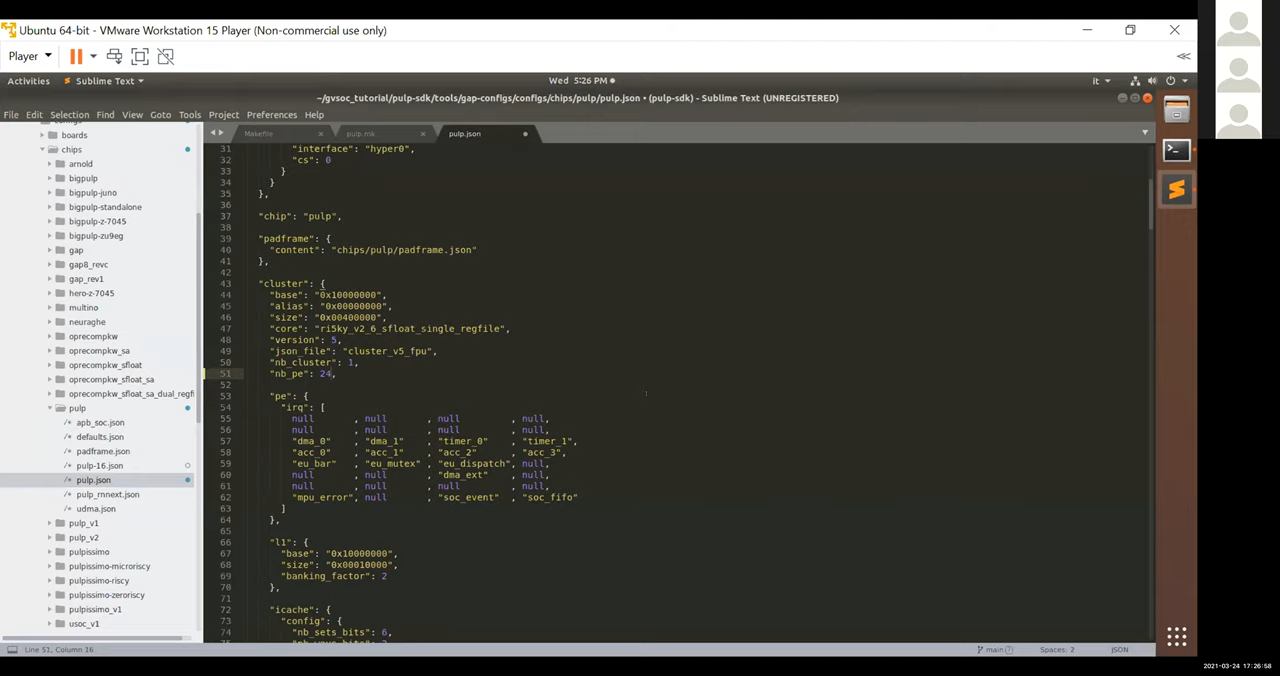 Ubuntu 64-bit - VMware Workstation 15 Player (Non-commercial use only)
Player
Activities
Sublime Text
Wed 5:26 PM
it
~/gvsoc_tutorial/pulp-sdk/tools/gap-configs/configs/chips/pulp/pulp.json • (pulp-sdk) - Sublime Text (UNREGISTERED)
File Edit Selection Find View Goto Tools Project Preferences Help
Makefile
pulp.mk
pulp.json
boards
chips
arnold
bigpulp
bigpulp-juno
bigpulp-standalone
bigpulp-z-7045
bigpulp-zu9eg
gap
gap8_revc
gap_rev1
hero-z-7045
multino
neuraghe
oprecompkw
oprecompkw_sa
oprecompkw_sfloat
oprecompkw_sfloat_sa
oprecompkw_sfloat_sa_dual_regfi
pulp
/* apb_soc.json
/* defaults.json
/* padframe.json
/* pulp-16.json
/* pulp.json
/* pulp_rnnext.json
/* udma.json
pulp_v1
pulp_v2
pulpissimo
pulpissimo-microriscy
pulpissimo-riscy
pulpissimo-zeroriscy
pulpissimo_v1
usoc_v1
31 "interface": "hyper0",
32 "cs": 0
33 }
34 }
35 },
36
37 "chip": "pulp",
38
39 "padframe": {
40 "content": "chips/pulp/padframe.json"
41 },
42
43 "cluster": {
44 "base": "0x10000000",
45 "alias": "0x00000000",
46 "size": "0x00400000",
47 "core": "ri5ky_v2_6_sfloat_single_regfile",
48 "version": 5,
49 "json_file": "cluster_v5_fpu",
50 "nb_cluster": 1,
51 "nb_pe": 24,
52
53 "pe": {
54 "irq": [
55 null , null , null , null,
56 null , null , null , null,
57 "dma_0" , "dma_1" , "timer_0" , "timer_1",
58 "acc_0" , "acc_1" , "acc_2" , "acc_3",
59 "eu_bar" , "eu_mutex" , "eu_dispatch", null,
60 null , null , "dma_ext" , null,
61 null , null , null , null,
62 "mpu_error", null , "soc_event" , "soc_fifo"
63 ]
64 },
65
66 "l1": {
67 "base": "0x10000000",
68 "size": "0x00010000",
69 "banking_factor": 2
70 },
71
72 "icache": {
73 "config": {
74 "nb_sets_bits": 6,
Line 51, Column 16
main
Spaces: 2
JSON
2021-03-24 17:26:58